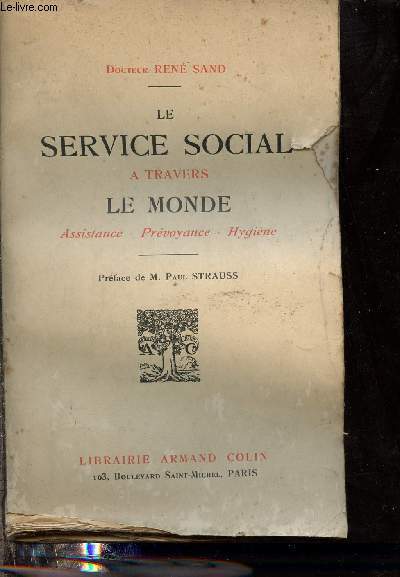 Le-livre.com
DOCTEUR RENÉ SAND
LE
SERVICE SOCIAL
A TRAVERS
LE MONDE
Assistance - Prévoyance - Hygiène
Préface de M. PAUL STRAUSS
A C
LIBRAIRIE ARMAND COLIN
103, BOULEVARD SAINT-MICHEL, PARIS